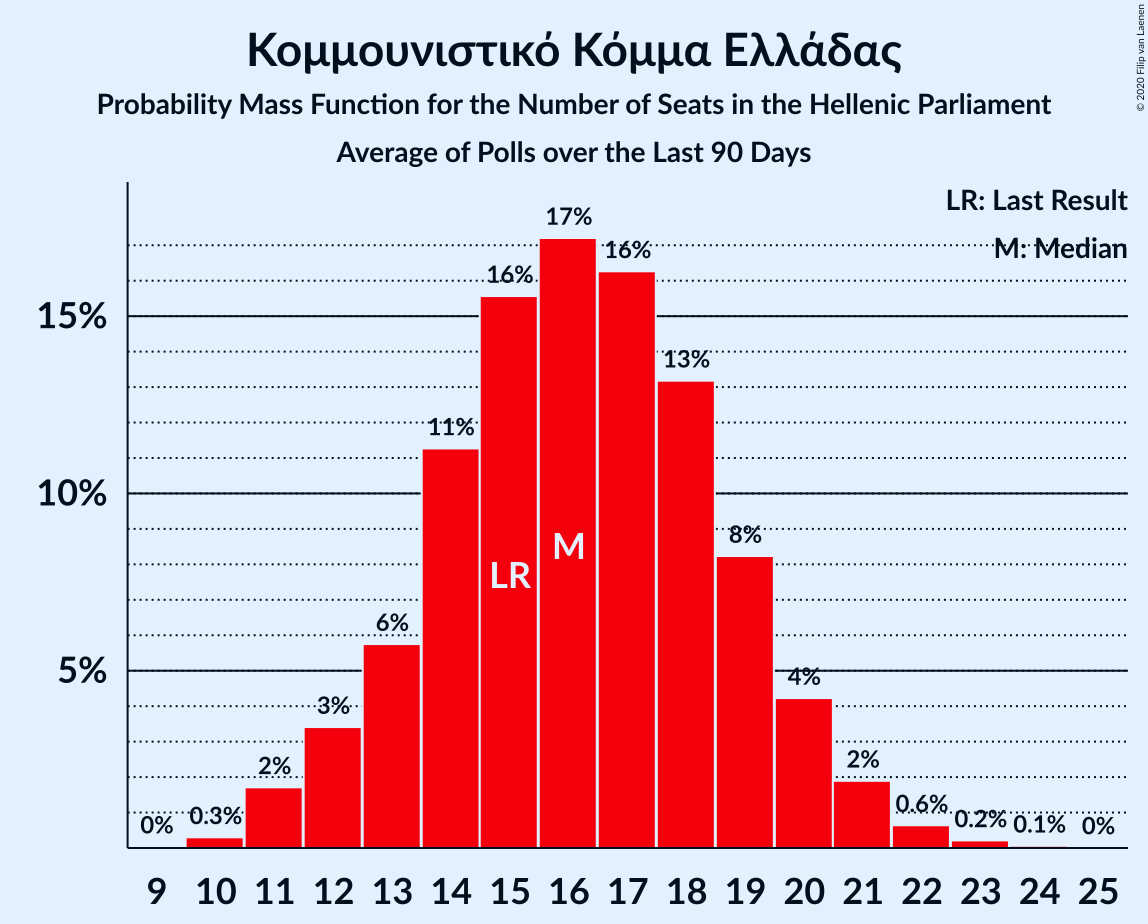 Κομμουνιστικό Κόμμα Ελλάδας
Probability Mass Function for the Number of Seats in the Hellenic Parliament
Average of Polls over the Last 90 Days
© 2020 Filip van Laenen
LR: Last Result
M: Median
15%
10%
5%
0%
0.3%
2%
3%
6%
11%
16%
17%
16%
13%
8%
4%
2%
0.6%
0.2%
0.1%
0%
LR
M
9 10 11 12 13 14 15 16 17 18 19 20 21 22 23 24 25